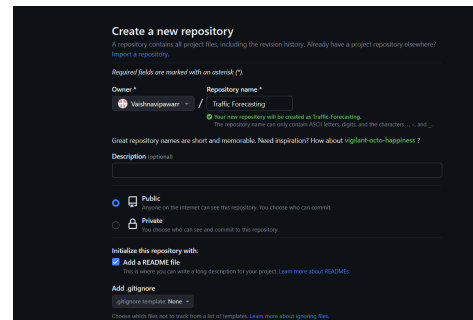 Create a new repository
A repository contains all project files, including the revision history. Already have a project repository elsewhere?
Import a repository.
Required fields are marked with an asterisk (*).
Owner * Repository name *
Vaishnavipawarr / Traffic Forecasting
Your new repository will be created as Traffic-Forecasting.
The repository name can only contain ASCII letters, digits, and the characters ., -, and _.
Great repository names are short and memorable. Need inspiration? How about vigilant-octo-happiness ?
Description (optional)
Public
Anyone on the internet can see this repository. You choose who can commit.
Private
You choose who can see and commit to this repository.
Initialize this repository with:
Add a README file
This is where you can write a long description for your project. Learn more about READMEs.
Add .gitignore
.gitignore template: None
Choose which files not to track from a list of templates. Learn more about ignoring files.